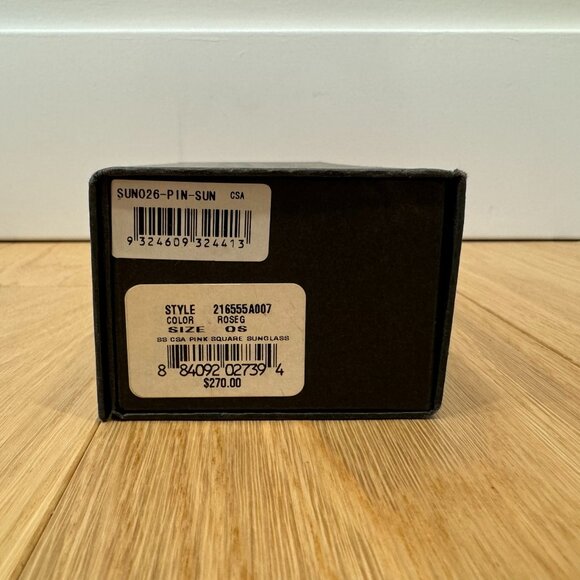 SUN026-PIN-SUN CSA
9 324609 324413
STYLE 216555A007
COLOR ROSEG
SIZE OS
SS CSA PINK SQUARE SUNGLASS
8 84092 02739 4
$270.00